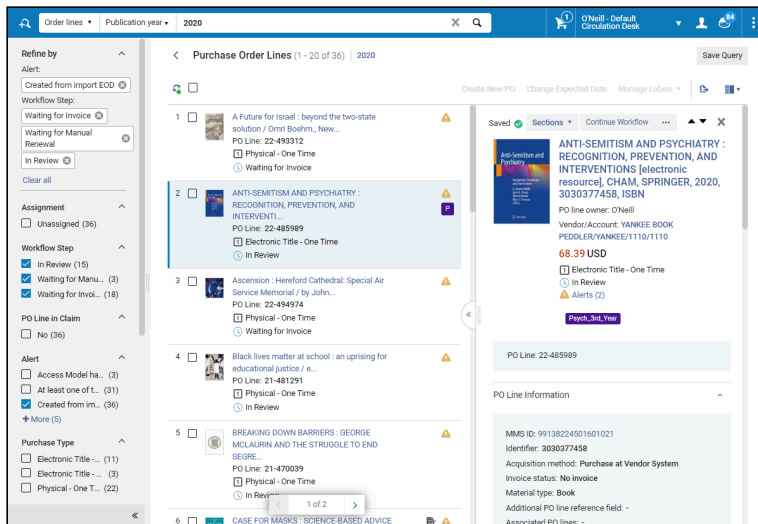 Order lines
Publication year
2020
1
O'Neill - Default
Circulation Desk
84
Refine by
Alert:
Created from import EOD
Workflow Step:
Waiting for Invoice
Waiting for Manual
Renewal
In Review
Clear all
Assignment
Unassigned (36)
Workflow Step
In Review (15)
Waiting for Manu... (3)
Waiting for Invoi... (18)
PO Line in Claim
No (36)
Alert
Access Model ha... (3)
At least one of t... (31)
Created from im... (36)
+ More (5)
Purchase Type
Electronic Title -... (11)
Electronic Title - ... (3)
Physical - One T... (22)
Purchase Order Lines (1 - 20 of 36) 2020
Save Query
Create New PO Change Expected Date Manage Labels
1
A Future for Israel : beyond the two-state
solution / Omri Boehm., New...
PO Line: 22-493312
1 Physical - One Time
Waiting for Invoice
2
ANTI-SEMITISM AND PSYCHIATRY :
RECOGNITION, PREVENTION, AND
INTERVENTI...
P
PO Line: 22-485989
1 Electronic Title - One Time
In Review
3
Ascension : Hereford Cathedral: Special Air
Service Memorial / by John...
PO Line: 22-494974
1 Physical - One Time
Waiting for Invoice
4
Black lives matter at school : an uprising for
educational justice / e...
PO Line: 21-481291
1 Physical - One Time
In Review
5
BREAKING DOWN BARRIERS : GEORGE
MCLAURIN AND THE STRUGGLE TO END
SEGRE...
PO Line: 21-470039
1 Physical - One Time
In Review
1 of 2
6
CASE FOR MASKS : SCIENCE-BASED ADVICE
Saved Sections Continue Workflow
Anti-Semitism and
Psychiatry
ANTI-SEMITISM AND PSYCHIATRY :
RECOGNITION, PREVENTION, AND
INTERVENTIONS [electronic
resource], CHAM, SPRINGER, 2020,
3030377458, ISBN
PO line owner: O'Neill
Vendor/Account: YANKEE BOOK
PEDDLER/YANKEE/1110/1110
68.39 USD
1 Electronic Title - One Time
In Review
Alerts (2)
Psych_3rd_Year
PO Line: 22-485989
PO Line Information
MMS ID: 99138224501601021
Identifier: 3030377458
Acquisition method: Purchase at Vendor System
Invoice status: No invoice
Material type: Book
Additional PO line reference field: -
Associated PO lines: -